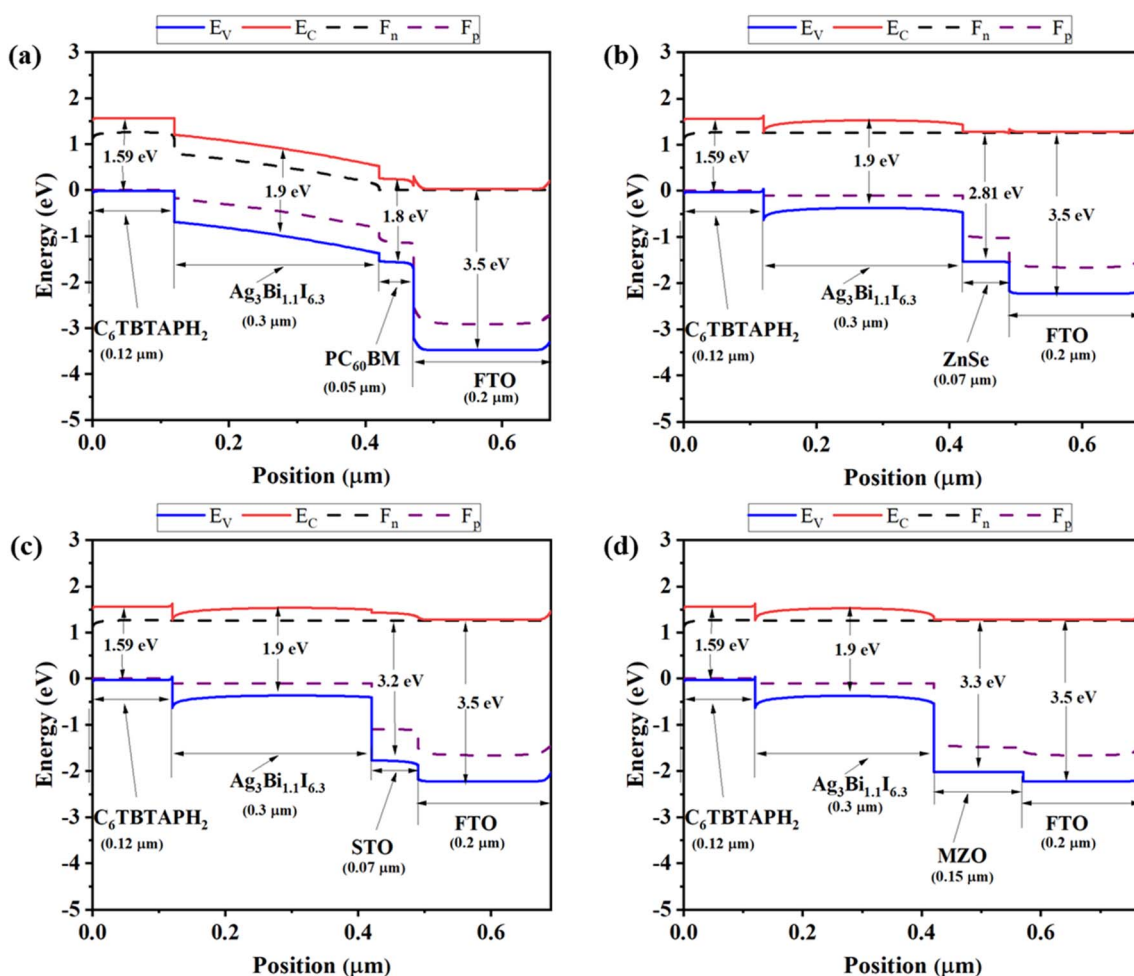 (a)
E_V E_C F_n F_p
Energy (eV)
3
2
1
0
-1
-2
-3
-4
-5
1.59 eV
1.9 eV
1.8 eV
3.5 eV
Ag₃Bi₁.₁I₆.₃
(0.3 µm)
C₆TBTAPH₂
(0.12 µm)
PC₆₀BM
(0.05 µm)
FTO
(0.2 µm)
0.0 0.2 0.4 0.6
Position (µm)
(b)
E_V E_C F_n F_p
Energy (eV)
3
2
1
0
-1
-2
-3
-4
-5
1.59 eV
1.9 eV
2.81 eV
3.5 eV
Ag₃Bi₁.₁I₆.₃
(0.3 µm)
C₆TBTAPH₂
(0.12 µm)
ZnSe
(0.07 µm)
FTO
(0.2 µm)
0.0 0.2 0.4 0.6
Position (µm)
(c)
E_V E_C F_n F_p
Energy (eV)
3
2
1
0
-1
-2
-3
-4
-5
1.59 eV
1.9 eV
3.2 eV
3.5 eV
Ag₃Bi₁.₁I₆.₃
(0.3 µm)
C₆TBTAPH₂
(0.12 µm)
STO
(0.07 µm)
FTO
(0.2 µm)
0.0 0.2 0.4 0.6
Position (µm)
(d)
E_V E_C F_n F_p
Energy (eV)
3
2
1
0
-1
-2
-3
-4
-5
1.59 eV
1.9 eV
3.3 eV
3.5 eV
Ag₃Bi₁.₁I₆.₃
(0.3 µm)
C₆TBTAPH₂
(0.12 µm)
MZO
(0.15 µm)
FTO
(0.2 µm)
0.0 0.2 0.4 0.6
Position (µm)